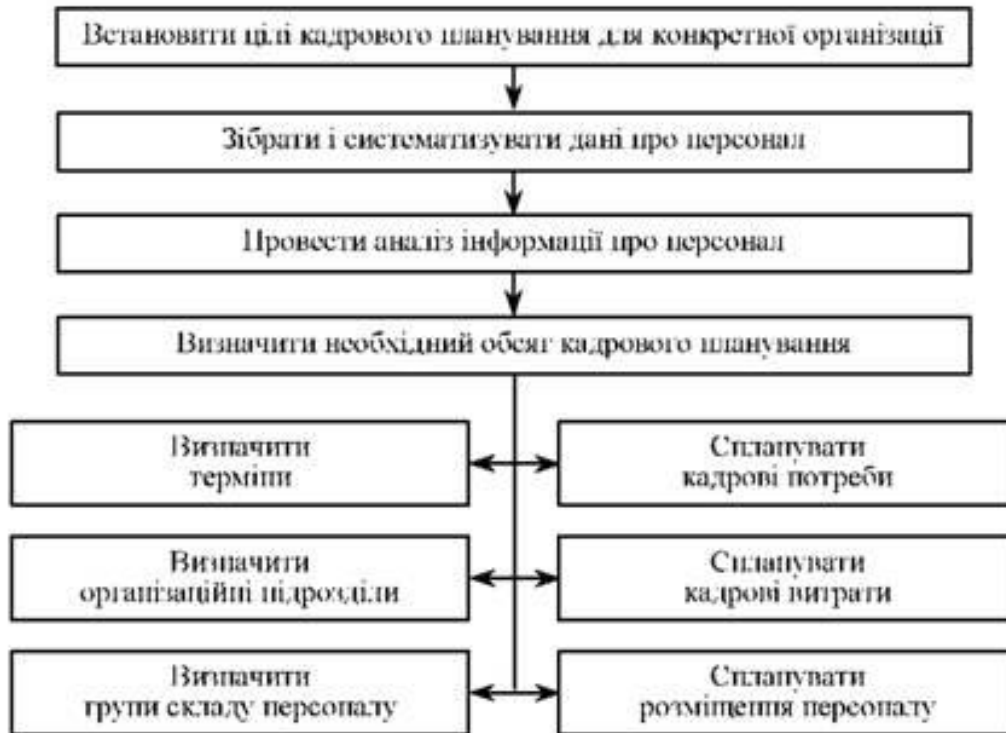 Встановити цілі кадрового планування для конкретної організації
Зібрати і систематизувати дані про персонал
Провести аналіз інформації про персонал
Визначити необхідний обсяг кадрового планування
Визначити
терміни
Спланувати
кадрові потреби
Визначити
організаційні підрозділи
Спланувати
кадрові витрати
Визначити
групи складу персоналу
Спланувати
розміщення персоналу